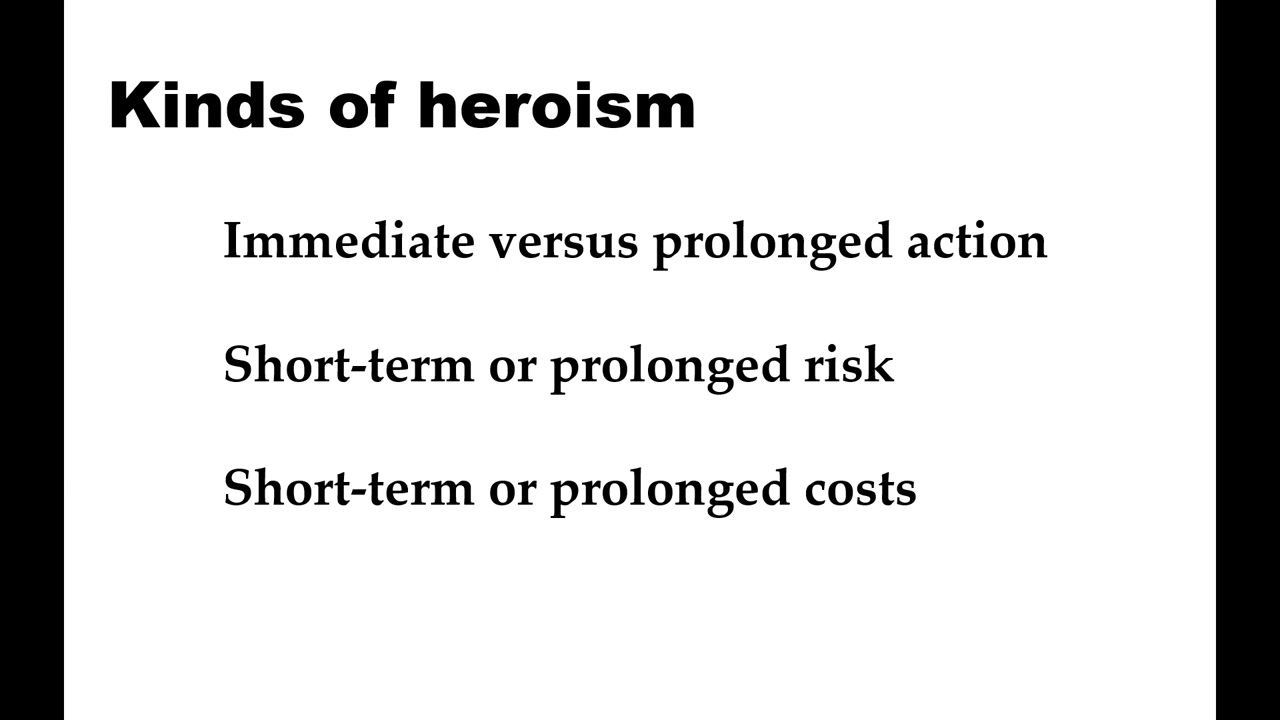 Kinds of heroism
Immediate versus prolonged action
Short-term or prolonged risk
Short-term or prolonged costs